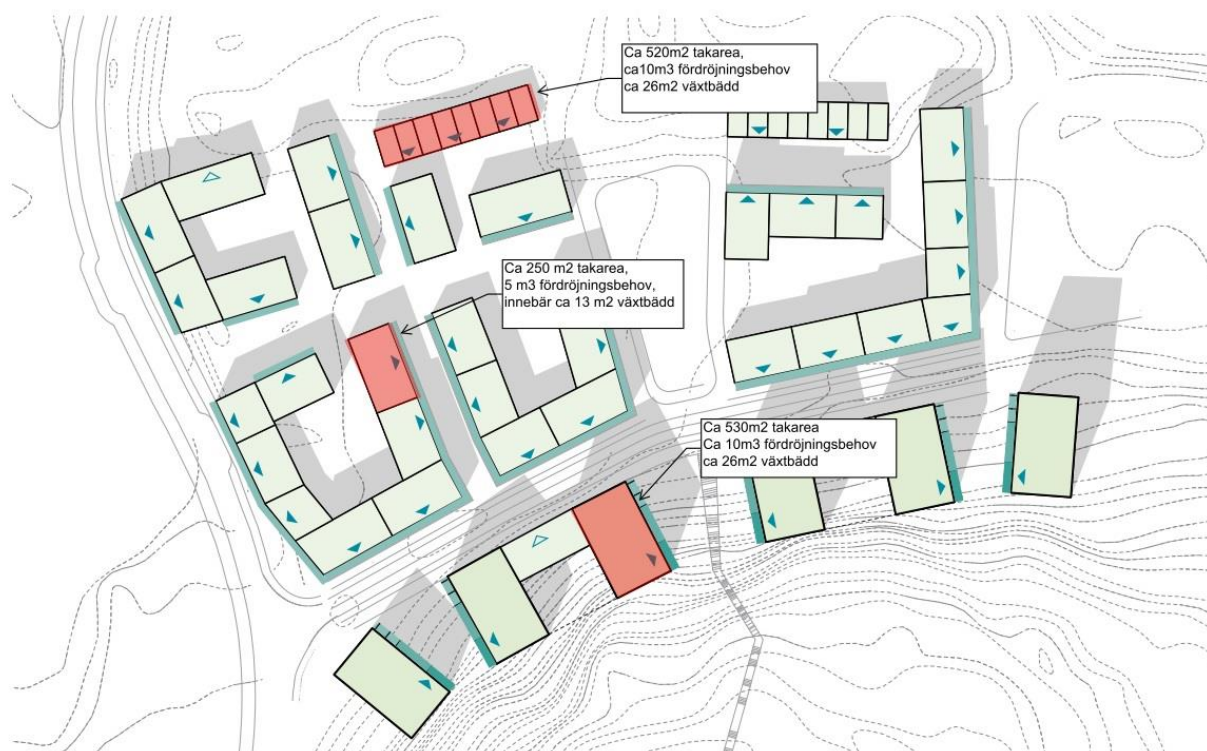 Ca 520m2 takarea,
ca10m3 fördröjningsbehov
ca 26m2 växtbädd
Ca 250 m2 takarea,
5 m3 fördröjningsbehov,
innebär ca 13 m2 växtbädd
Ca 530m2 takarea
Ca 10m3 fördröjningsbehov
ca 26m2 växtbädd